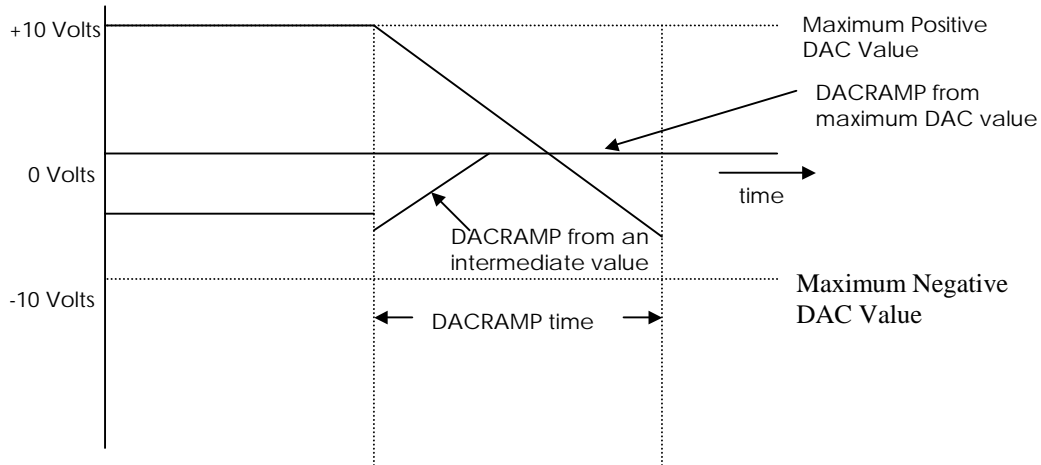 +10 Volts
Maximum Positive
DAC Value
DACRAMP from
maximum DAC value
0 Volts
time
DACRAMP from an
intermediate value
-10 Volts
Maximum Negative
DAC Value
DACRAMP time